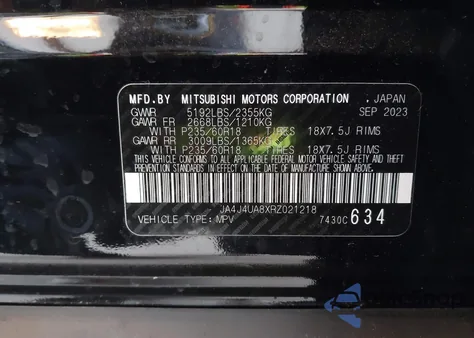 MFD.BY MITSUBISHI MOTORS CORPORATION , JAPAN
GVWR 5192LBS/2355KG SEP 2023
GAWR FR 2668LBS/1210KG
WITH P235/60R18 TIRES 18X7.5J RIMS
GAWR RR 3009LBS/1365KG
WITH P235/60R18 TIRES 18X7.5J RIMS
THIS VEHICLE CONFORMS TO ALL APPLICABLE FEDERAL MOTOR VEHICLE
SAFETY AND THEFT PREVENTION STANDARDS IN EFFECT ON THE DATE OF
MANUFACTURE SHOWN ABOVE.
JA4J4UA8XRZ021218
VEHICLE TYPE: MPV 7430C 634